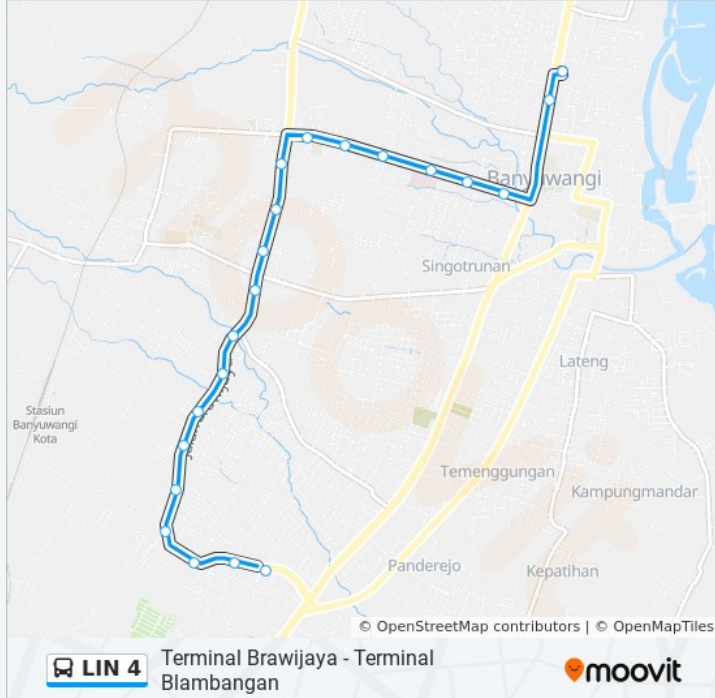 Banyuwangi
Singotrunan
Lateng
Stasiun
Banyuwangi
Kota
Temenggungan
Kampungmandar
Panderejo
Kepatihan
© OpenStreetMap contributors | © OpenMapTiles
LIN 4
Terminal Brawijaya - Terminal
Blambangan
moovit